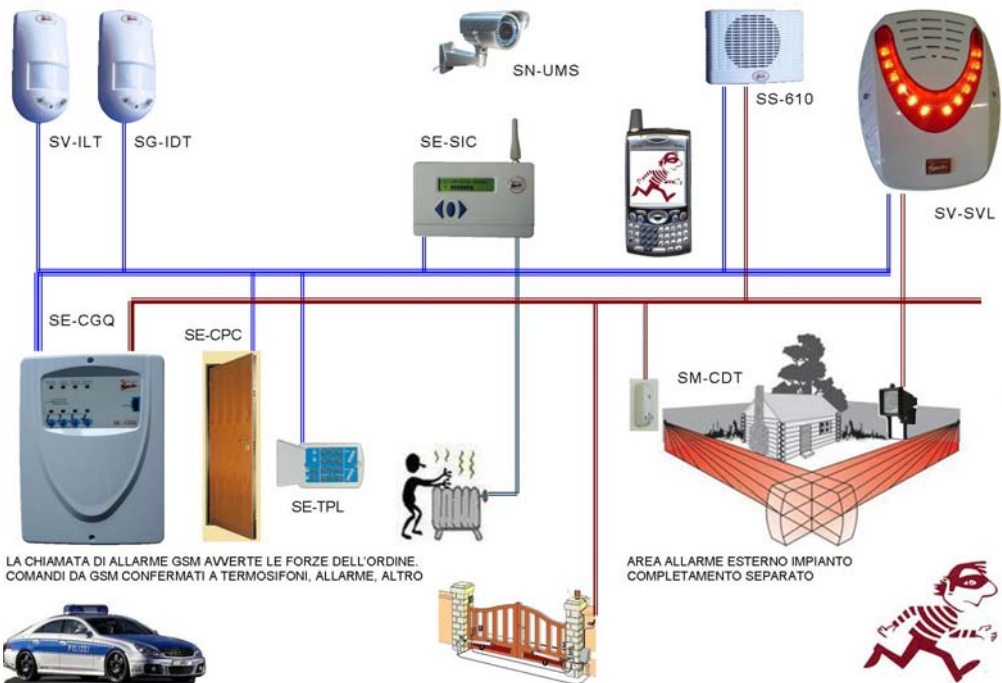 SN-UMS
SS-610
SV-ILT
SG-IDT
SE-SIC
SV-SVL
SE-CGQ
SE-CPC
SM-CDT
SE-TPL
LA CHIAMATA DI ALLARME GSM AVVERTE LE FORZE DELL'ORDINE.
COMANDI DA GSM CONFERMATI A TERMOSIFONI, ALLARME, ALTRO
AREA ALLARME ESTERNO IMPIANTO
COMPLETAMENTO SEPARATO
POLIZEI